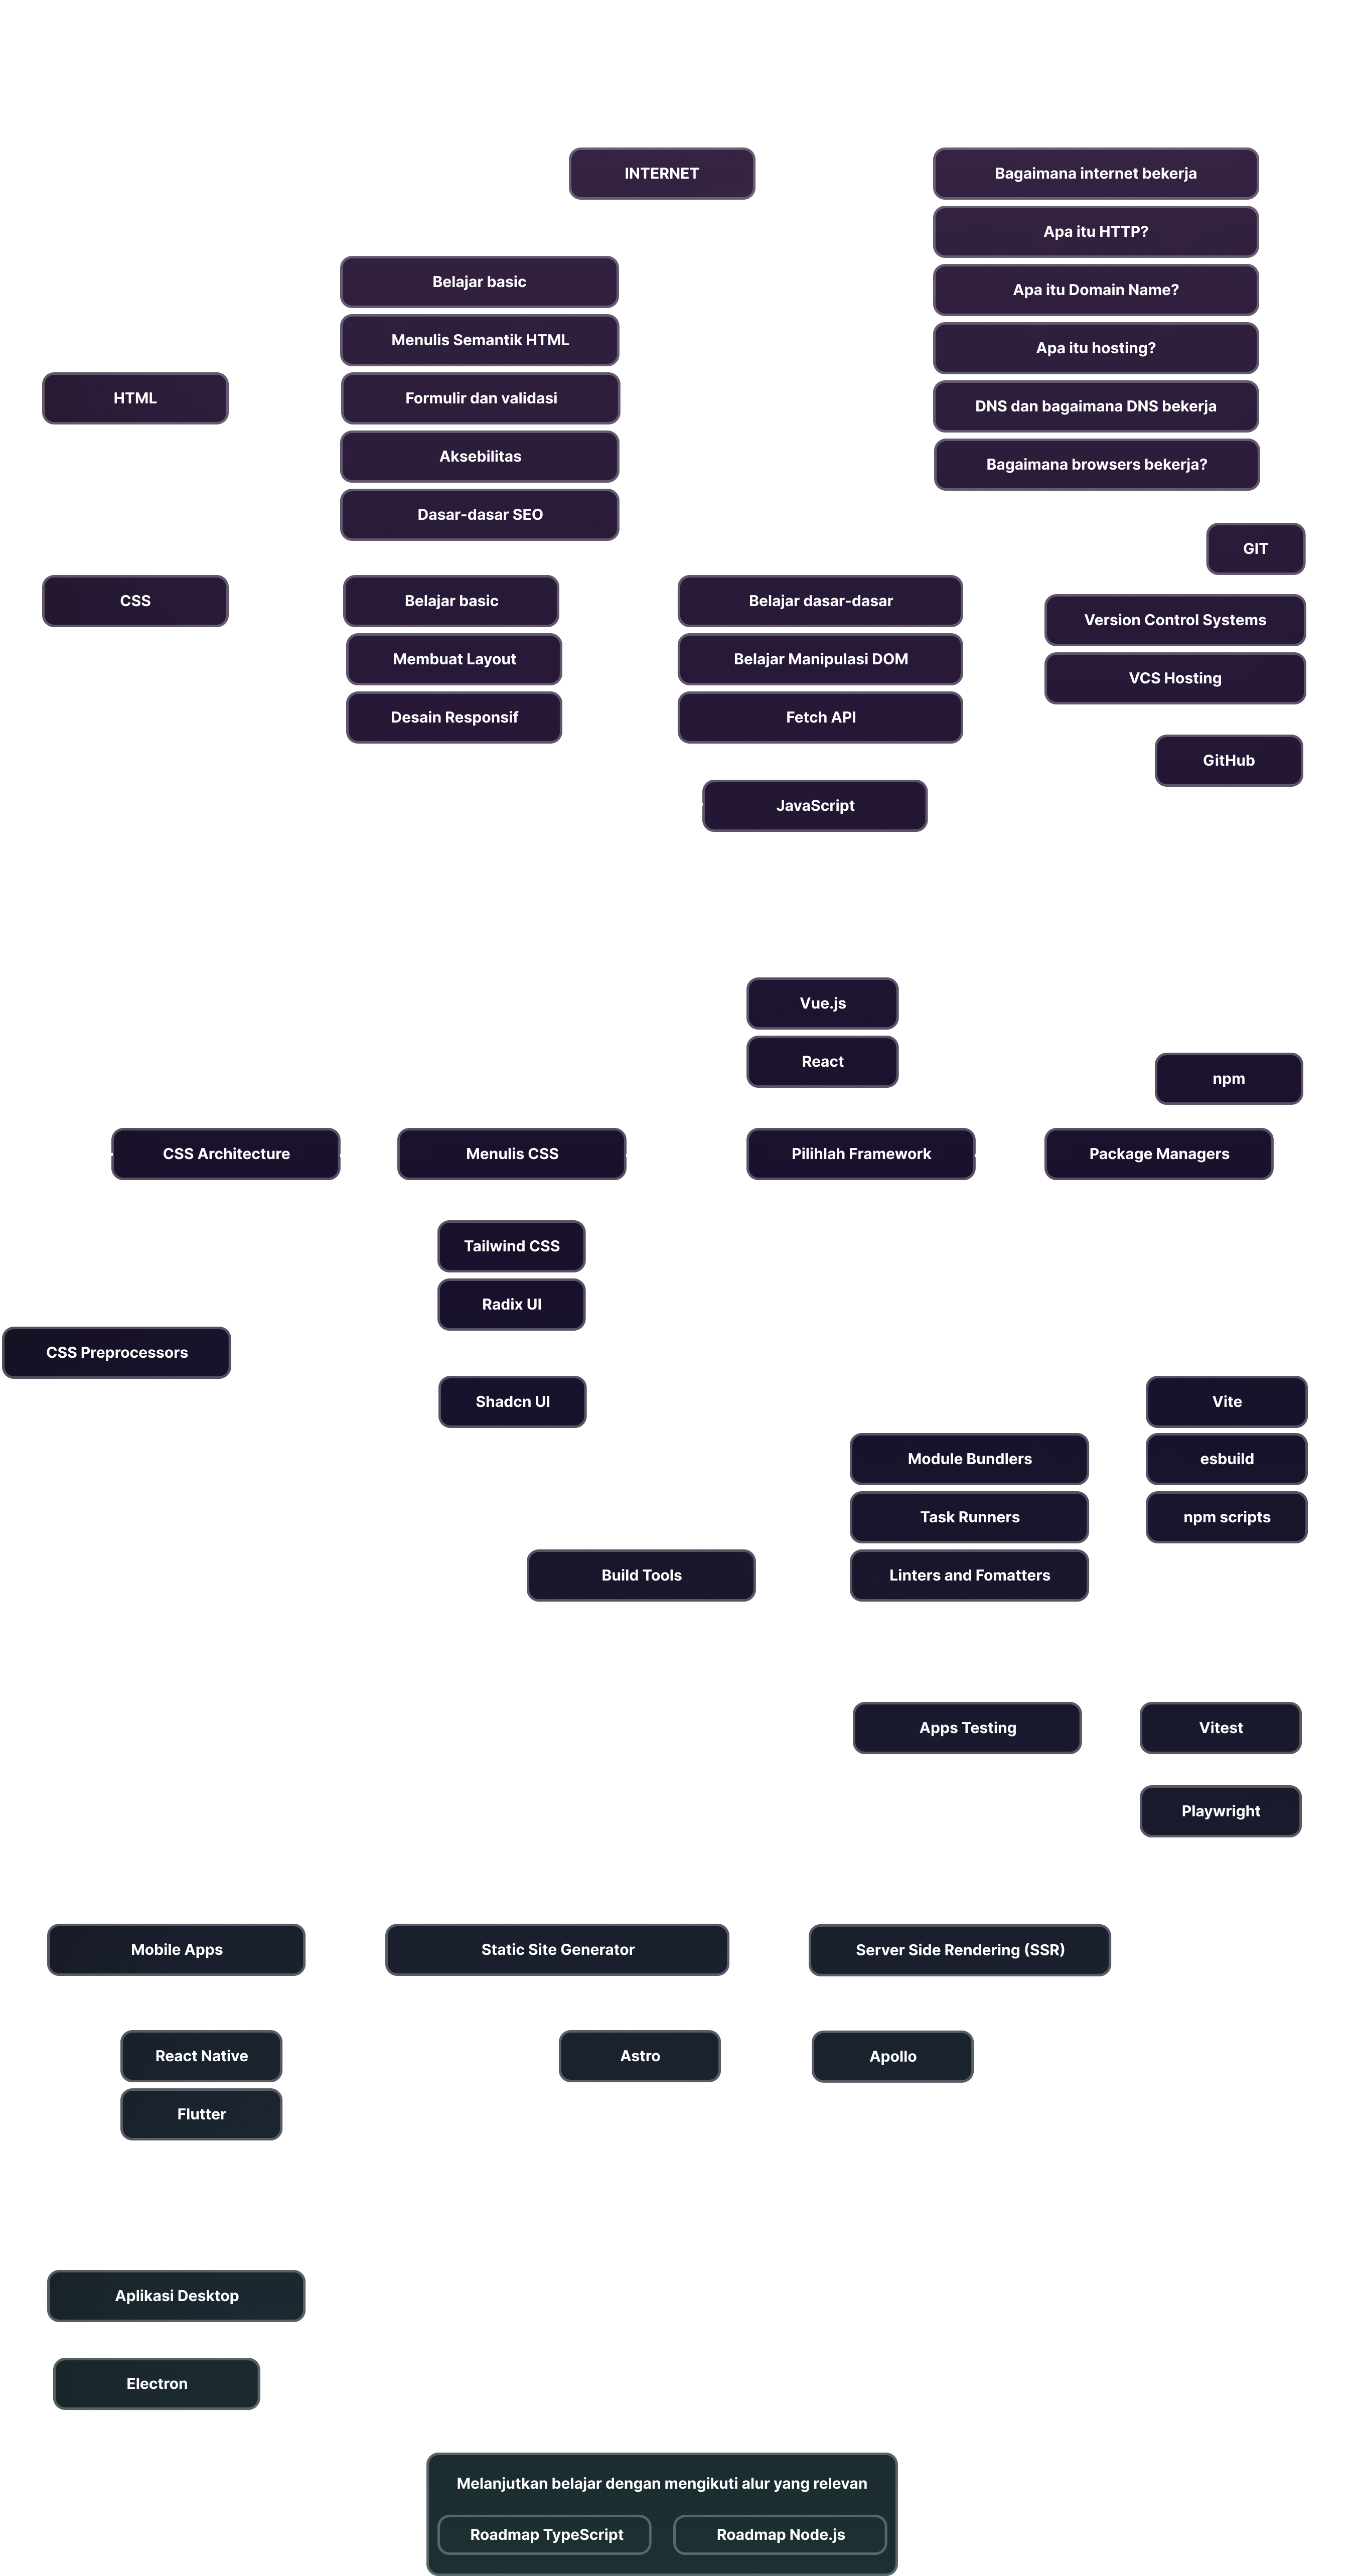 INTERNET
Bagaimana internet bekerja
Apa itu HTTP?
Apa itu Domain Name?
Apa itu hosting?
DNS dan bagaimana DNS bekerja
Bagaimana browsers bekerja?
HTML
Belajar basic
Menulis Semantik HTML
Formulir dan validasi
Aksebilitas
Dasar-dasar SEO
CSS
Belajar basic
Membuat Layout
Desain Responsif
Belajar dasar-dasar
Belajar Manipulasi DOM
Fetch API
JavaScript
GIT
Version Control Systems
VCS Hosting
GitHub
Vue.js
React
npm
CSS Architecture
Menulis CSS
Pilihlah Framework
Package Managers
Tailwind CSS
Radix UI
CSS Preprocessors
Shadcn UI
Vite
Module Bundlers
esbuild
Task Runners
npm scripts
Build Tools
Linters and Fomatters
Apps Testing
Vitest
Playwright
Mobile Apps
Static Site Generator
Server Side Rendering (SSR)
React Native
Astro
Apollo
Flutter
Aplikasi Desktop
Electron
Melanjutkan belajar dengan mengikuti alur yang relevan
Roadmap TypeScript
Roadmap Node.js